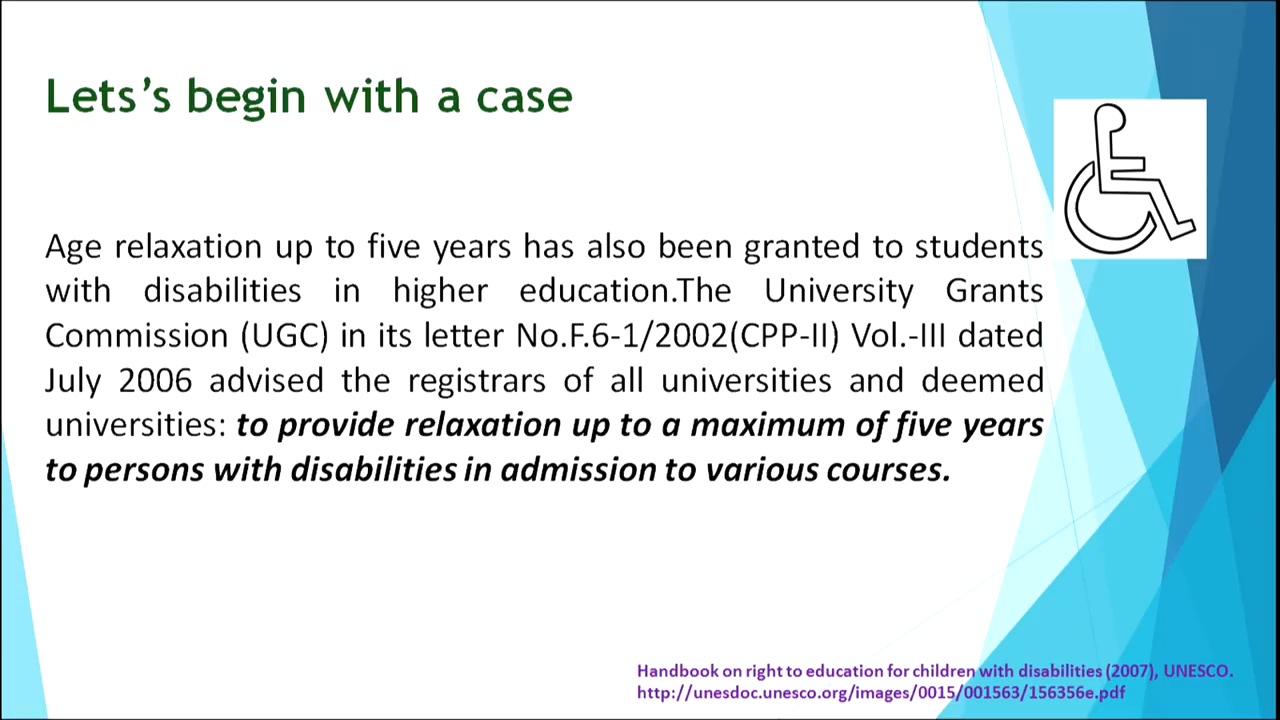 Lets’s begin with a case
Age relaxation up to five years has also been granted to students
with disabilities in higher education.The University Grants
Commission (UGC) in its letter No.F.6-1/2002(CPP-II) Vol.-III dated
July 2006 advised the registrars of all universities and deemed
universities: to provide relaxation up to a maximum of five years
to persons with disabilities in admission to various courses.
Handbook on right to education for children with disabilities (2007), UNESCO.
http://unesdoc.unesco.org/images/0015/001563/156356e.pdf